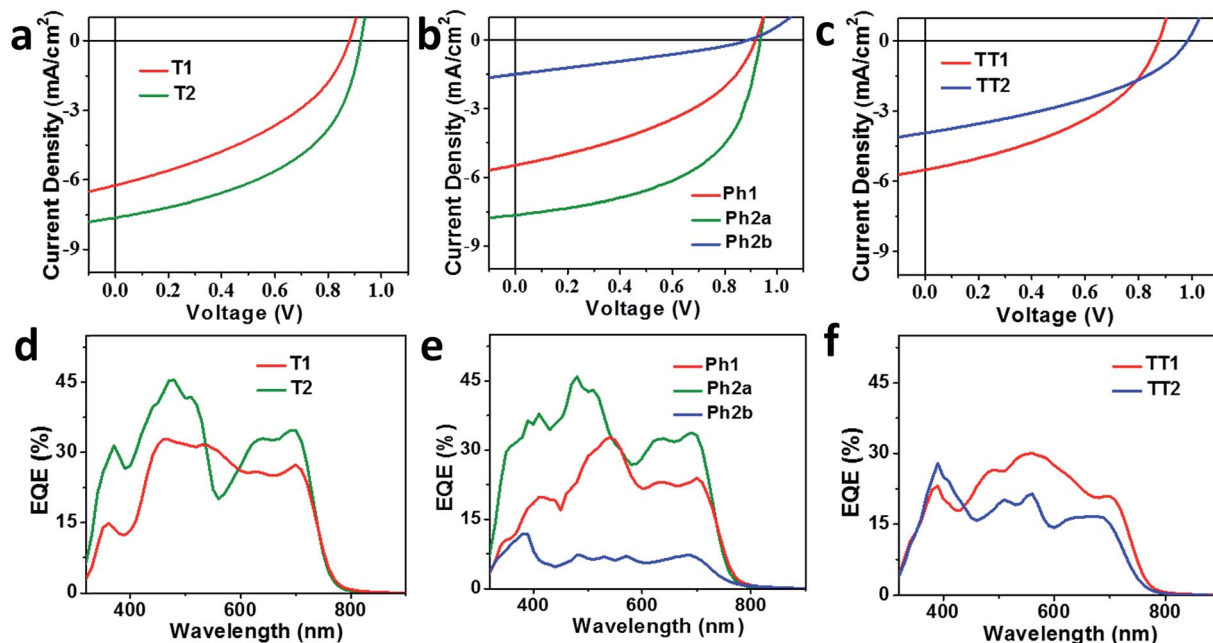 a
Current Density (mA/cm²)
0
-3
-6
-9
T1
T2
0.0 0.2 0.4 0.6 0.8 1.0
Voltage (V)
b
Current Density (mA/cm²)
0
-3
-6
-9
Ph1
Ph2a
Ph2b
0.0 0.2 0.4 0.6 0.8 1.0
Voltage (V)
c
Current Density (mA/cm²)
0
-3
-6
-9
TT1
TT2
0.0 0.2 0.4 0.6 0.8 1.0
Voltage (V)
d
EQE (%)
45
30
15
0
T1
T2
400 600 800
Wavelength (nm)
e
EQE (%)
45
30
15
0
Ph1
Ph2a
Ph2b
400 600 800
Wavelength (nm)
f
EQE (%)
45
30
15
0
TT1
TT2
400 600 800
Wavelength (nm)